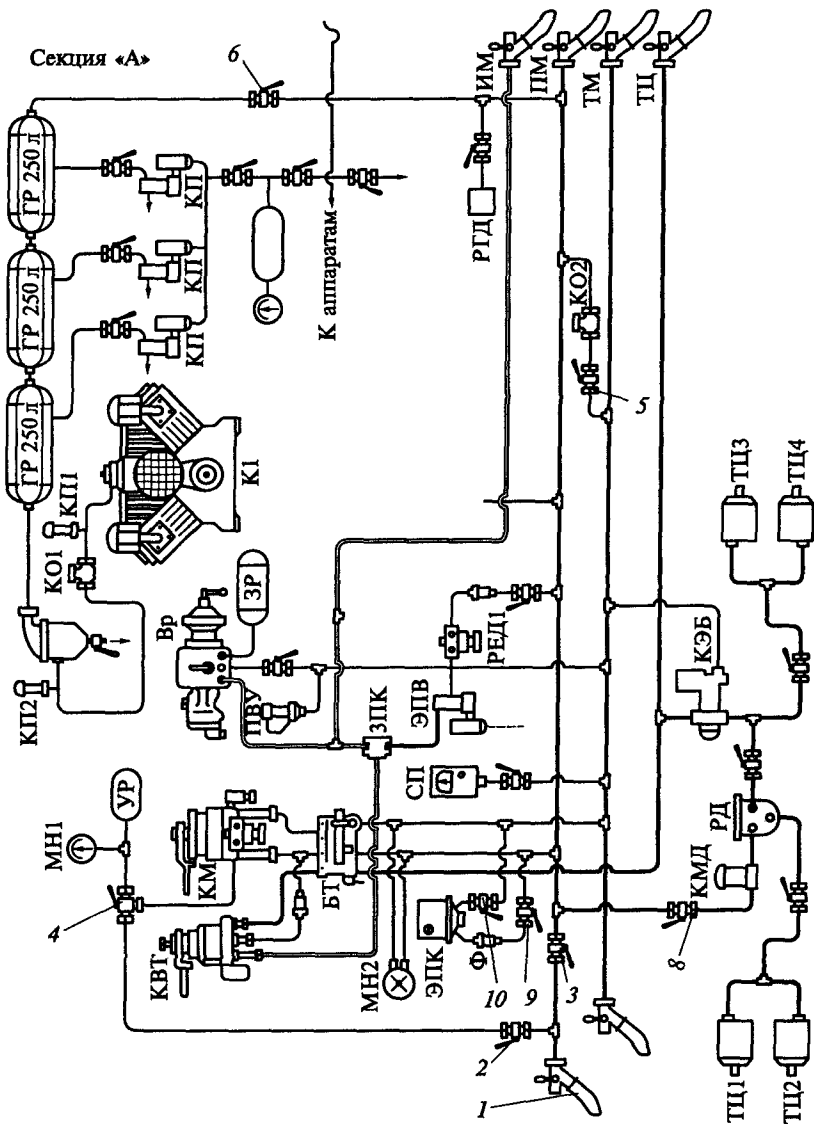 Секция «А»
6
ИМ
ПМ
ТМ
ТЦ
ГР 250 л
ГР 250 л
ГР 250 л
КП
КП
КП
К аппаратам
РГД
КО2
5
КП1
К1
КО1
КП2
Вр
ЗР
ПВУ
РЕД1
ЭПВ
ЗПК
СП
КЭБ
ТЦ3
ТЦ4
МН1
УР
4
КМ
КВТ
БТ
МН2
ЭПК
Ф
10
9
3
2
1
РД
КМД
8
ТЦ1
ТЦ2